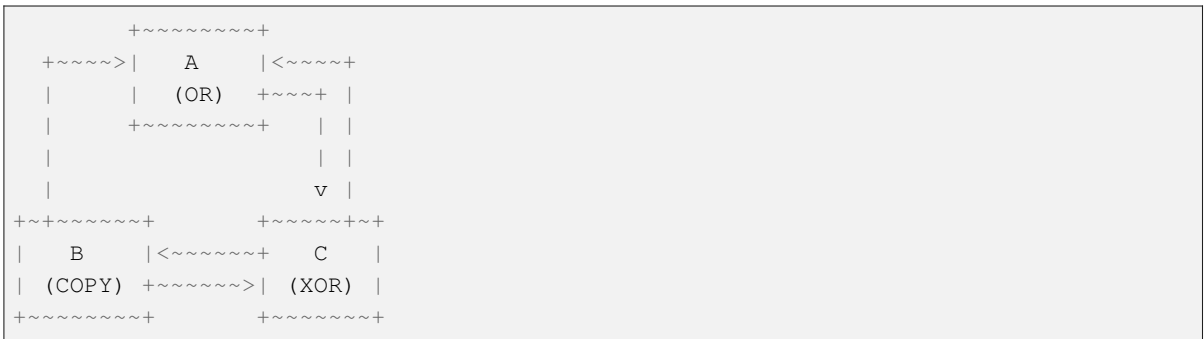 +~~~~~~~~+
+~~~~>|   A    |<~~~~+
|     |  (OR)  +~~~+ |
|     +~~~~~~~~+   | |
|                  | |
|                  v |
+~+~~~~~~+       +~~~~~+~+
|   B    |<~~~~~~+   C   |
| (COPY) +~~~~~~>| (XOR) |
+~~~~~~~~+       +~~~~~~~+